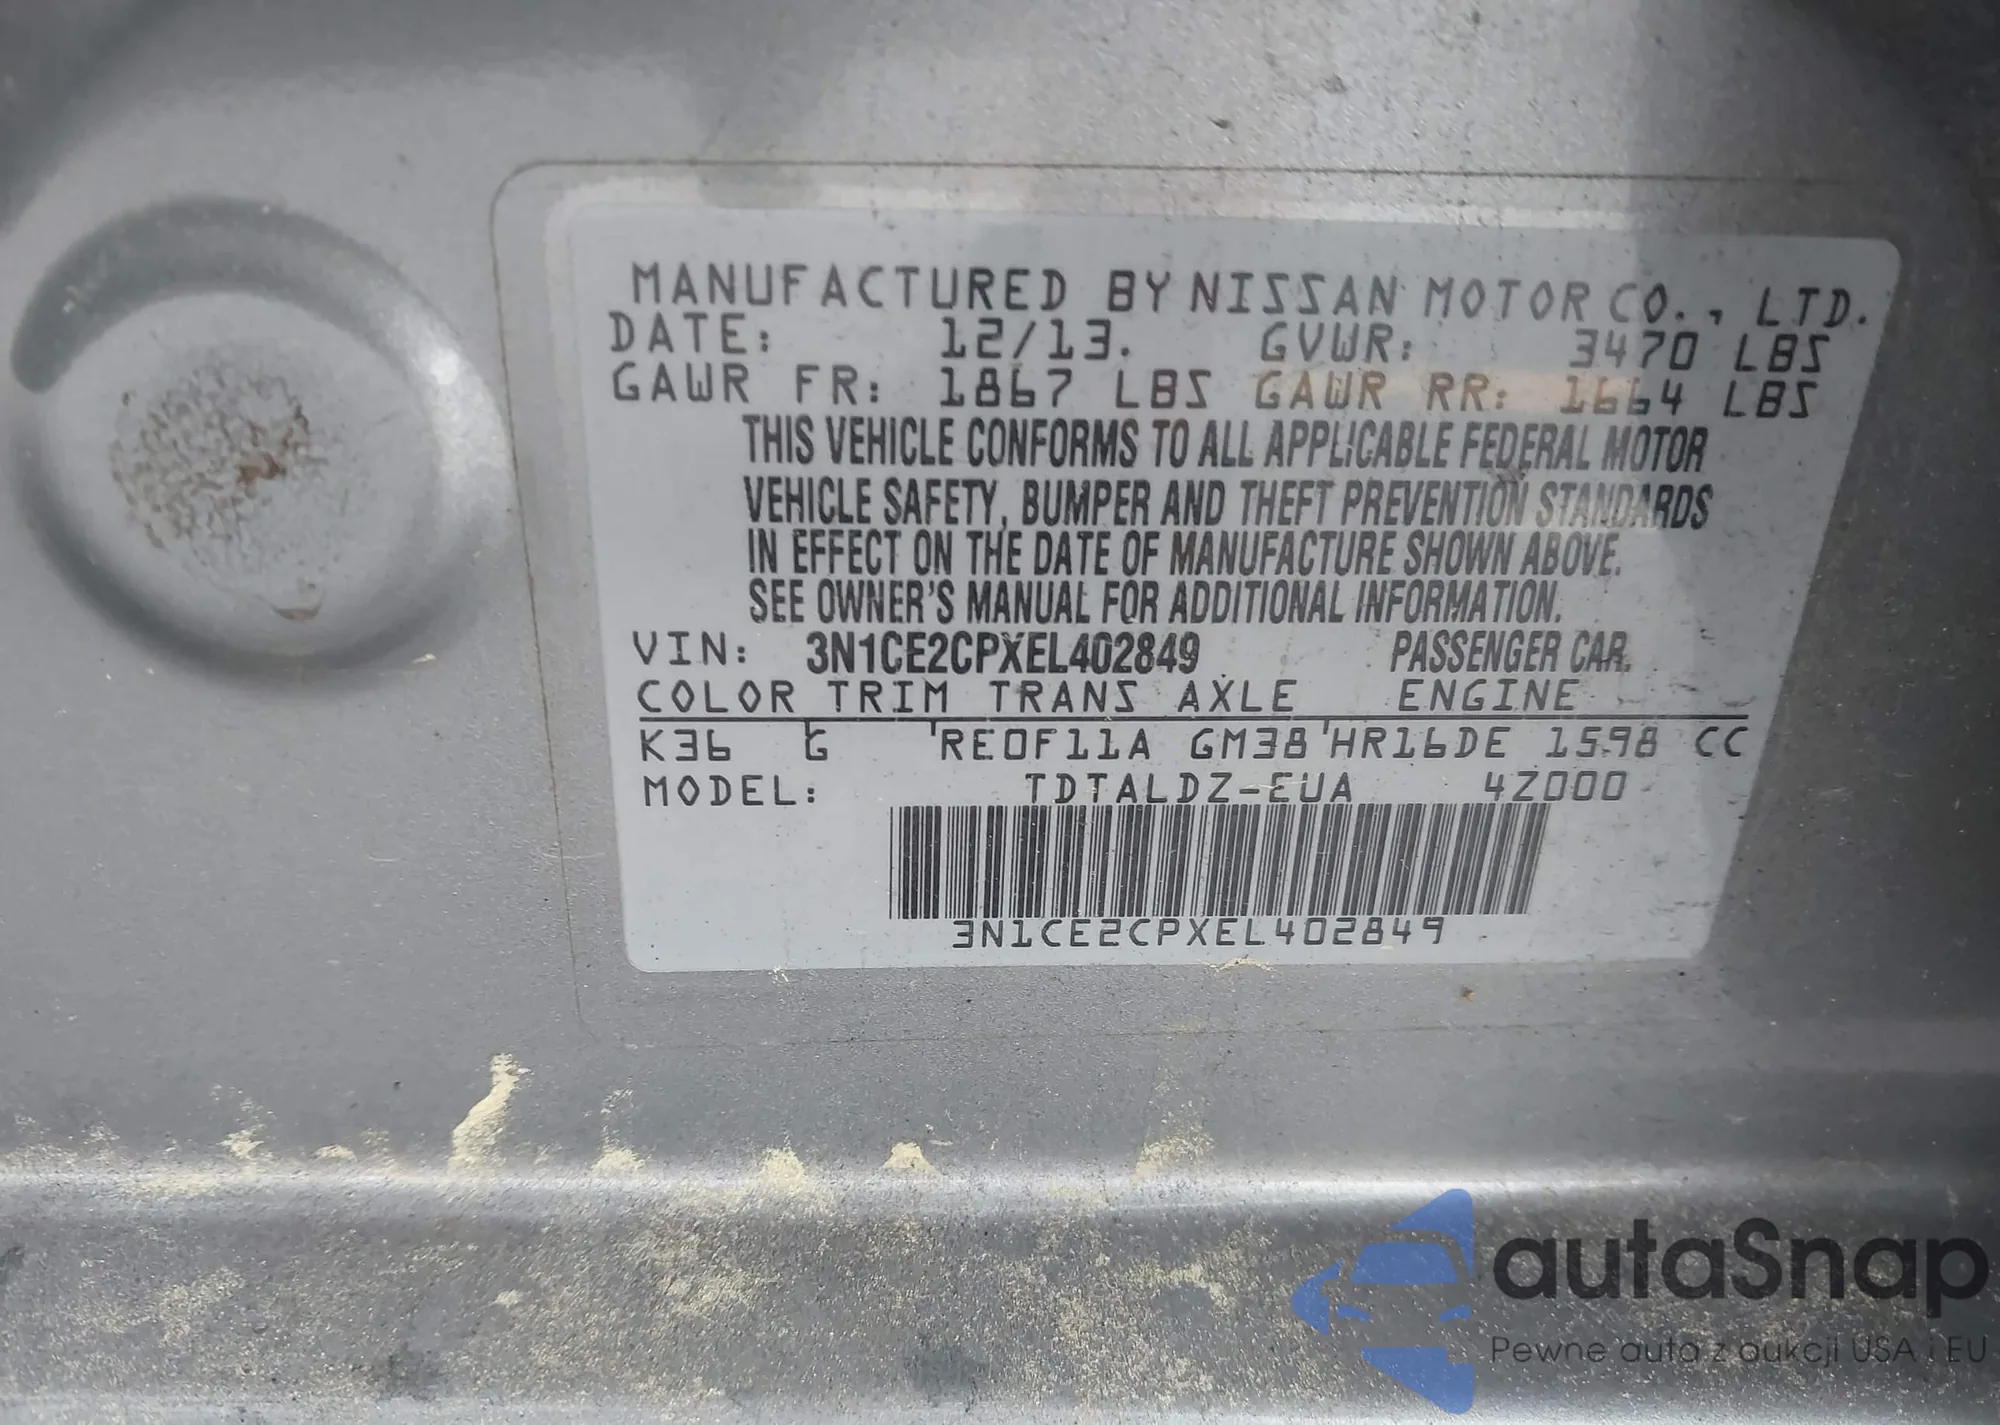 MANUFACTURED BY NISSAN MOTOR CO., LTD.
DATE: 12/13. GVWR: 3470 LBS
GAWR FR: 1867 LBS GAWR RR: 1664 LBS
THIS VEHICLE CONFORMS TO ALL APPLICABLE FEDERAL MOTOR
VEHICLE SAFETY, BUMPER AND THEFT PREVENTION STANDARDS
IN EFFECT ON THE DATE OF MANUFACTURE SHOWN ABOVE.
SEE OWNER'S MANUAL FOR ADDITIONAL INFORMATION.
VIN: 3N1CE2CPXEL402849 PASSENGER CAR.
COLOR TRIM TRANS AXLE ENGINE
K36 G RE0F11A GM38 HR16DE 1598 CC
MODEL: TDTALDZ-EUA 4Z000
3N1CE2CPXEL402849
autaSnap
Pewne auta z aukcji USA i EU